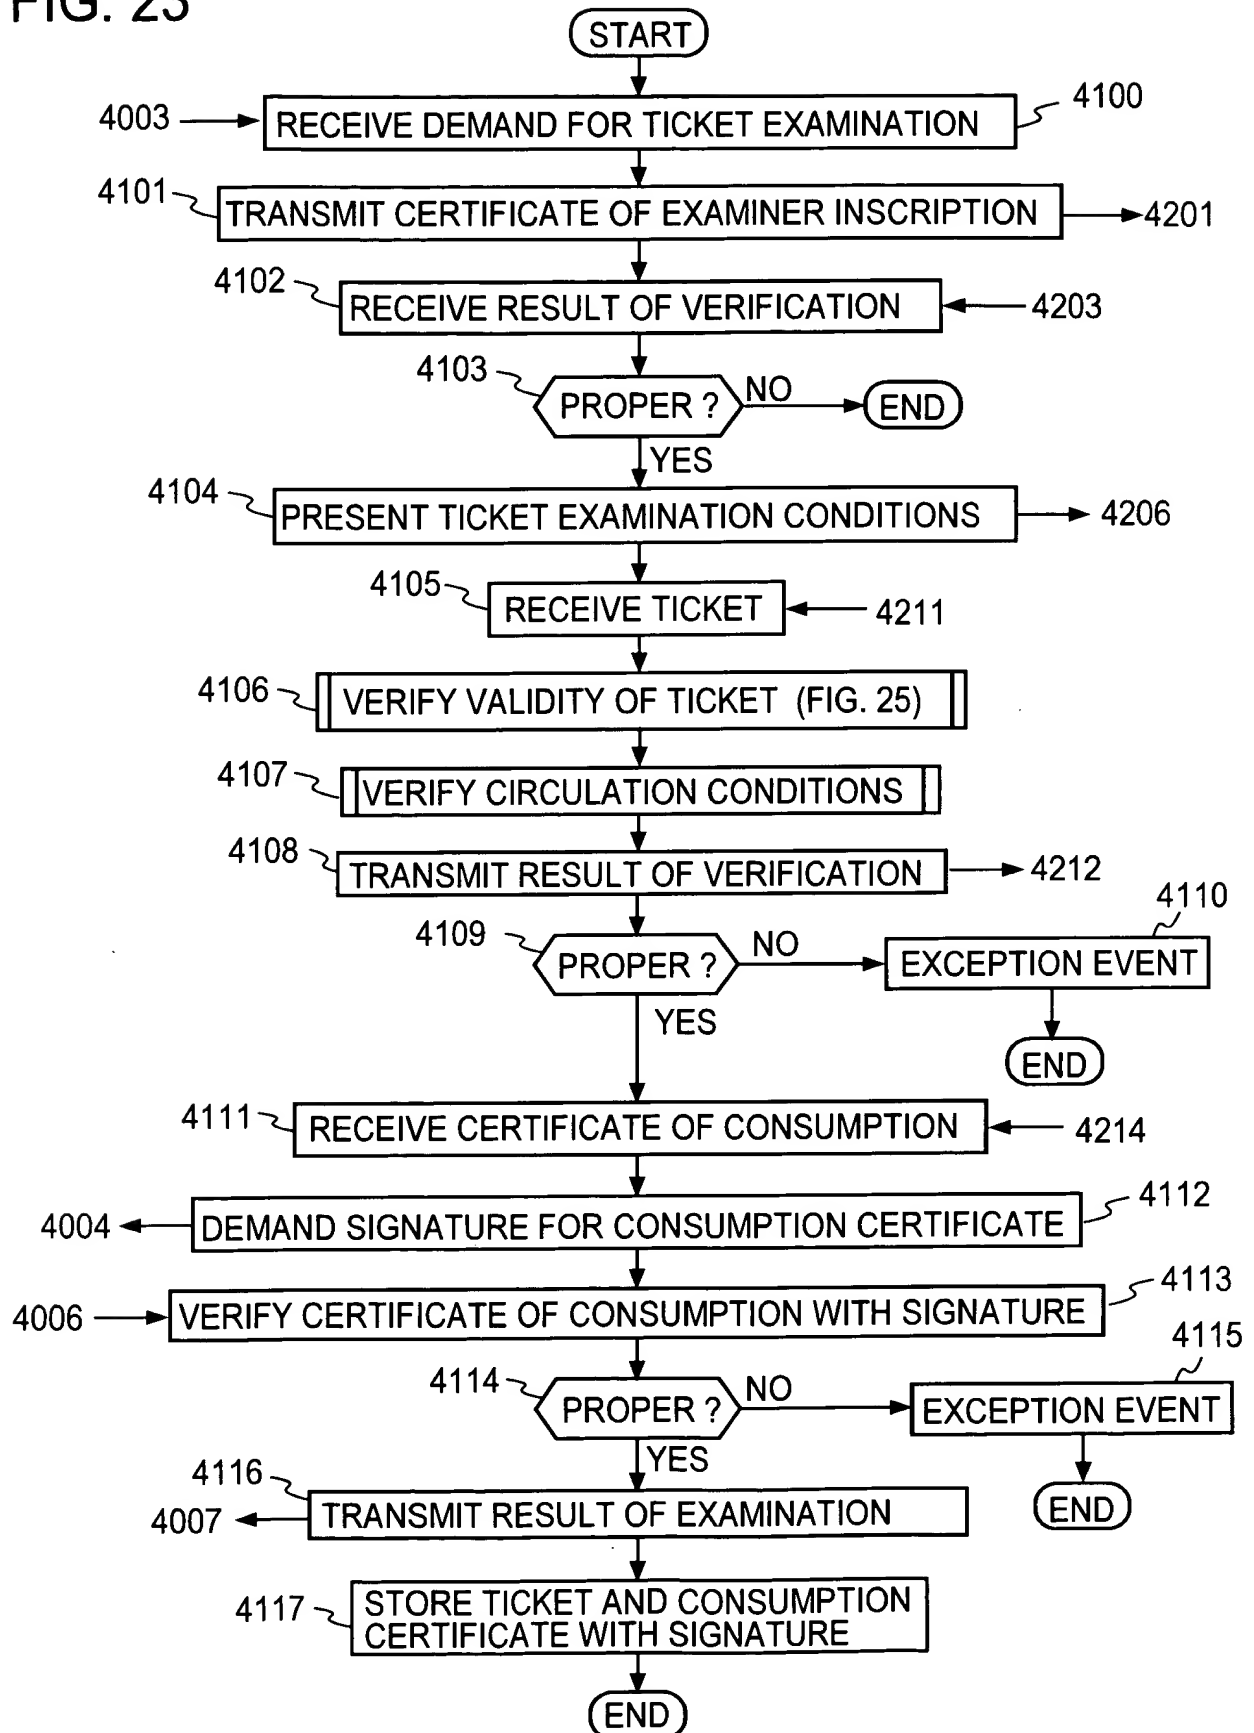 FIG. 23
START
4003
RECEIVE DEMAND FOR TICKET EXAMINATION
4100
4101
TRANSMIT CERTIFICATE OF EXAMINER INSCRIPTION
4201
4102
RECEIVE RESULT OF VERIFICATION
4203
4103
PROPER ?
NO
END
YES
4104
PRESENT TICKET EXAMINATION CONDITIONS
4206
4105
RECEIVE TICKET
4211
4106
VERIFY VALIDITY OF TICKET (FIG. 25)
4107
VERIFY CIRCULATION CONDITIONS
4108
TRANSMIT RESULT OF VERIFICATION
4212
4109
PROPER ?
NO
4110
EXCEPTION EVENT
YES
END
4111
RECEIVE CERTIFICATE OF CONSUMPTION
4214
4004
DEMAND SIGNATURE FOR CONSUMPTION CERTIFICATE
4112
4006
VERIFY CERTIFICATE OF CONSUMPTION WITH SIGNATURE
4113
4114
PROPER ?
NO
4115
EXCEPTION EVENT
YES
END
4116
4007
TRANSMIT RESULT OF EXAMINATION
4117
STORE TICKET AND CONSUMPTION
CERTIFICATE WITH SIGNATURE
END